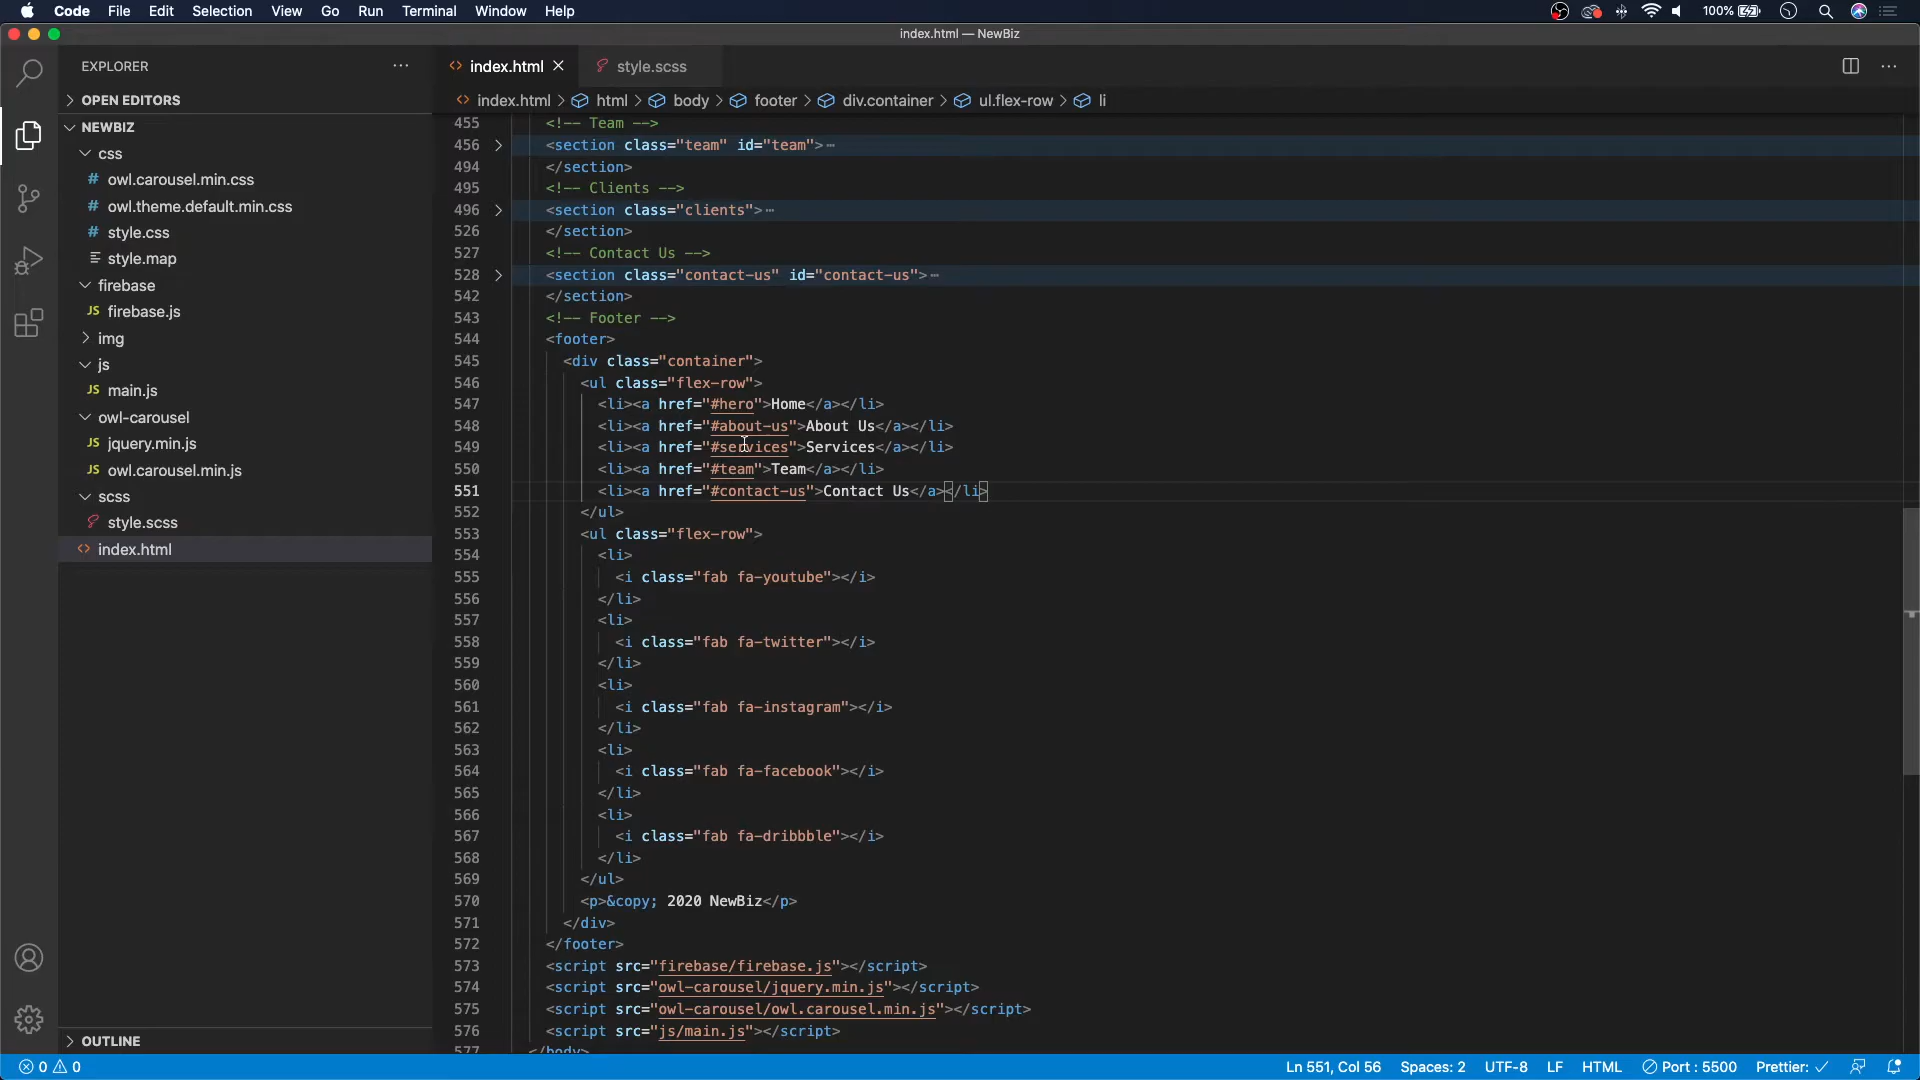 Code File Edit Selection View Go Run Terminal Window Help 100%
index.html — NewBiz
EXPLORER
OPEN EDITORS
NEWBIZ
css
# owl.carousel.min.css
# owl.theme.default.min.css
# style.css
style.map
firebase
JS firebase.js
img
js
JS main.js
owl-carousel
JS jquery.min.js
JS owl.carousel.min.js
scss
style.scss
<> index.html
OUTLINE
<> index.html style.scss
<> index.html > html > body > footer > div.container > ul.flex-row > li
455 <!-- Team -->
456 <section class="team" id="team">⋯
494 </section>
495 <!-- Clients -->
496 <section class="clients">⋯
526 </section>
527 <!-- Contact Us -->
528 <section class="contact-us" id="contact-us">⋯
542 </section>
543 <!-- Footer -->
544 <footer>
545 <div class="container">
546 <ul class="flex-row">
547 <li><a href="#hero">Home</a></li>
548 <li><a href="#about-us">About Us</a></li>
549 <li><a href="#services">Services</a></li>
550 <li><a href="#team">Team</a></li>
551 <li><a href="#contact-us">Contact Us</a></li>
552 </ul>
553 <ul class="flex-row">
554 <li>
555 <i class="fab fa-youtube"></i>
556 </li>
557 <li>
558 <i class="fab fa-twitter"></i>
559 </li>
560 <li>
561 <i class="fab fa-instagram"></i>
562 </li>
563 <li>
564 <i class="fab fa-facebook"></i>
565 </li>
566 <li>
567 <i class="fab fa-dribbble"></i>
568 </li>
569 </ul>
570 <p>&copy; 2020 NewBiz</p>
571 </div>
572 </footer>
573 <script src="firebase/firebase.js"></script>
574 <script src="owl-carousel/jquery.min.js"></script>
575 <script src="owl-carousel/owl.carousel.min.js"></script>
576 <script src="js/main.js"></script>
577 </body>
0 0 Ln 551, Col 56 Spaces: 2 UTF-8 LF HTML Port : 5500 Prettier: ✓